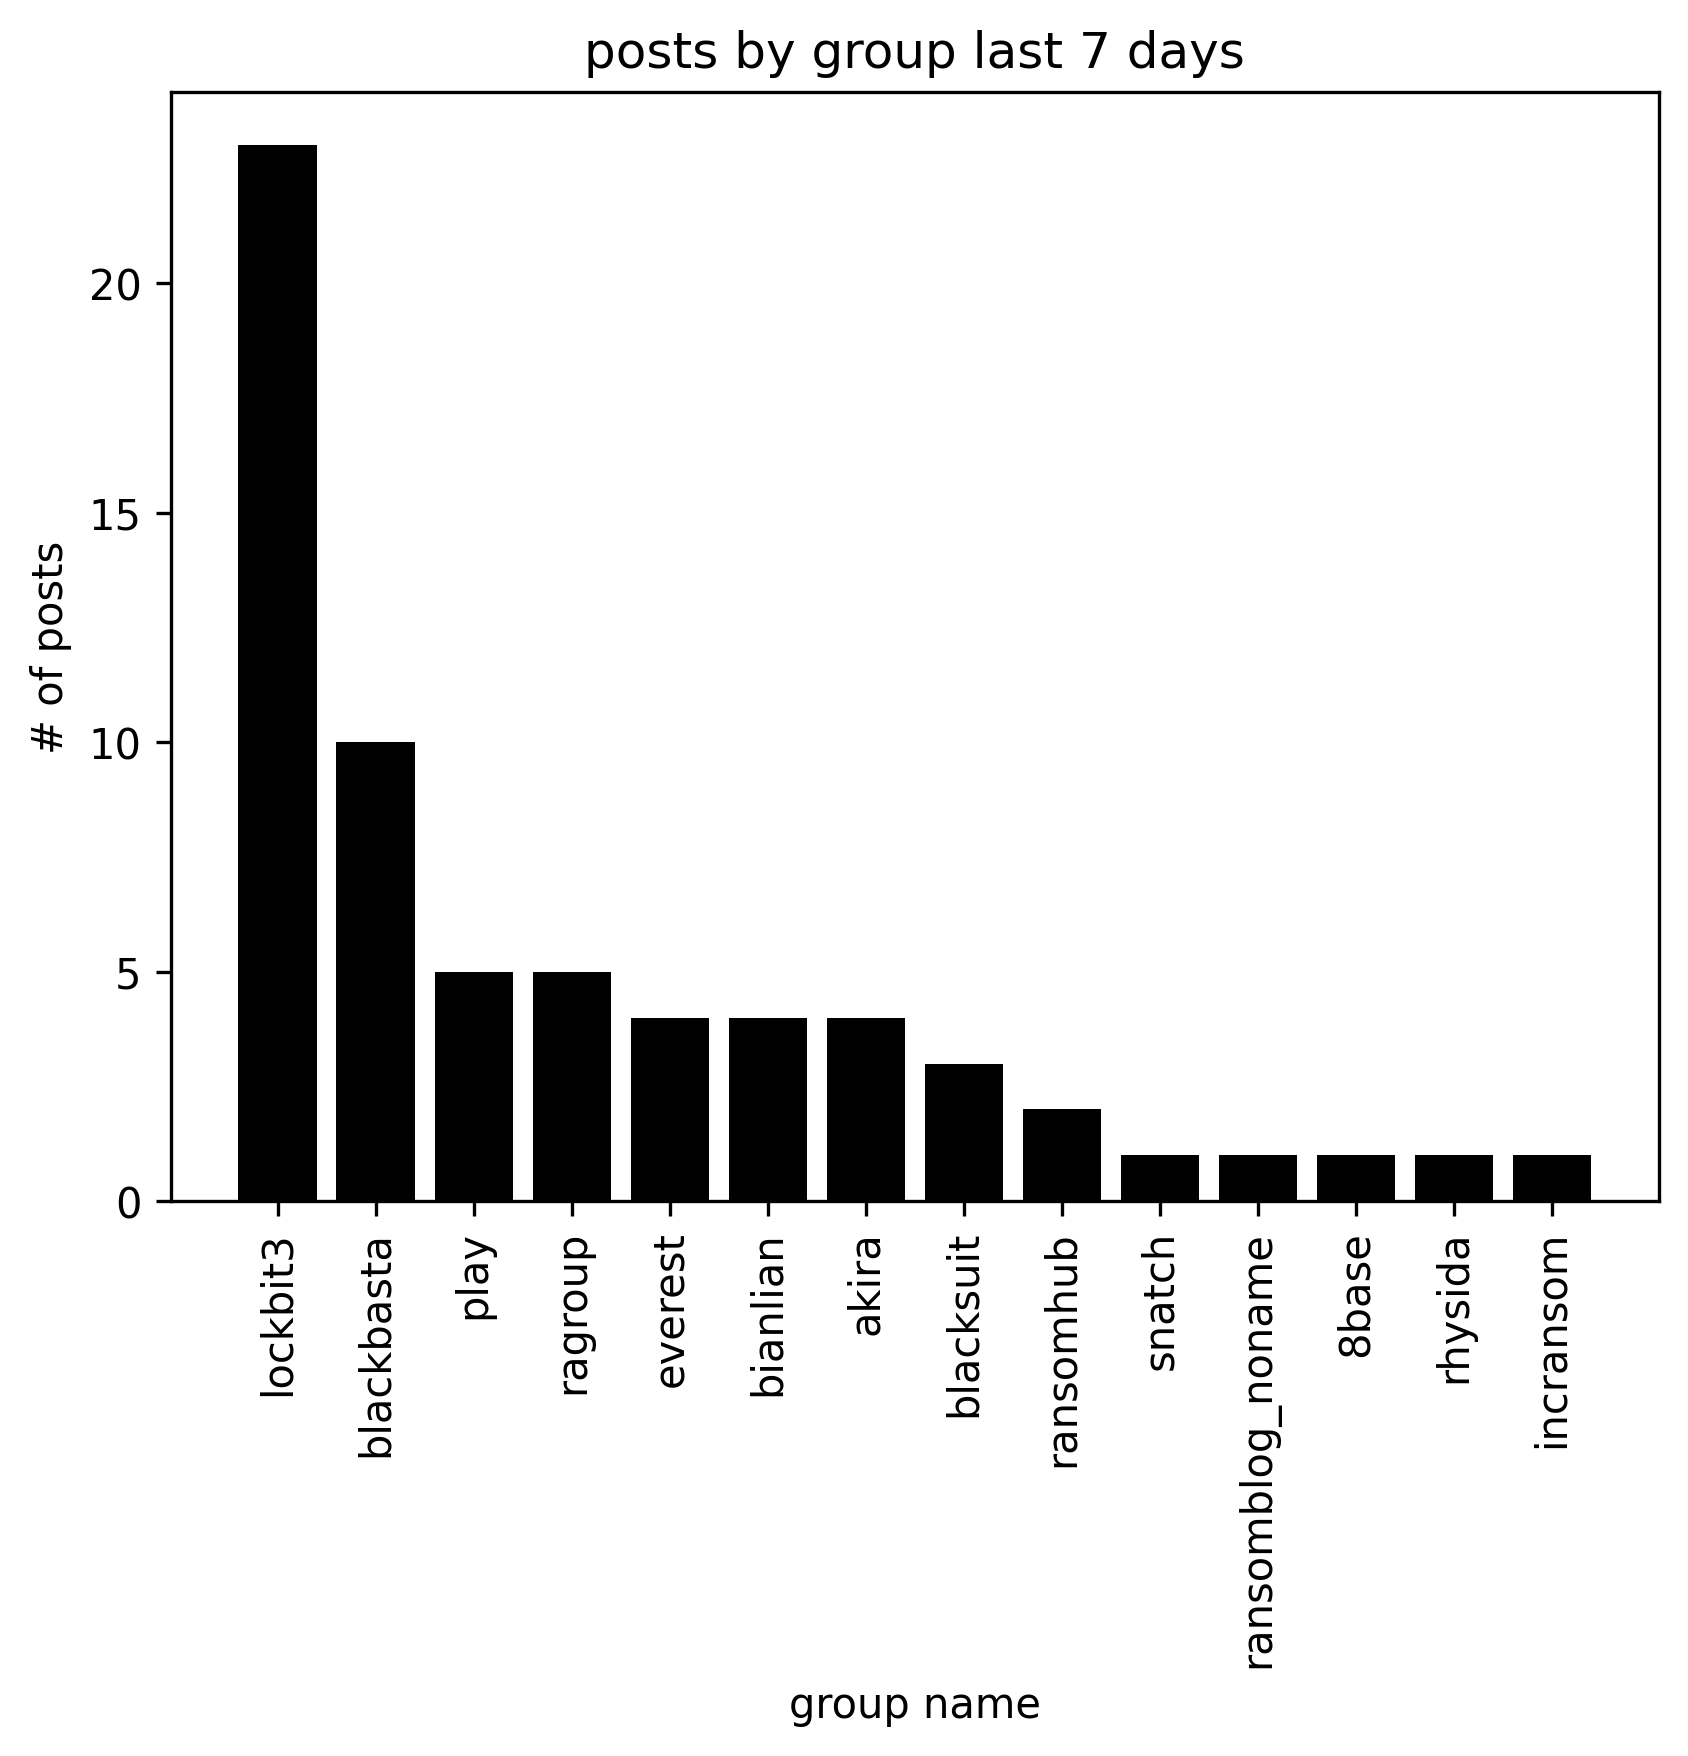 posts by group last 7 days
# of posts
20
15
10
5
0
lockbit3
blackbasta
play
ragroup
everest
bianlian
akira
blacksuit
ransomhub
snatch
ransomblog_noname
8base
rhysida
incransom
group name